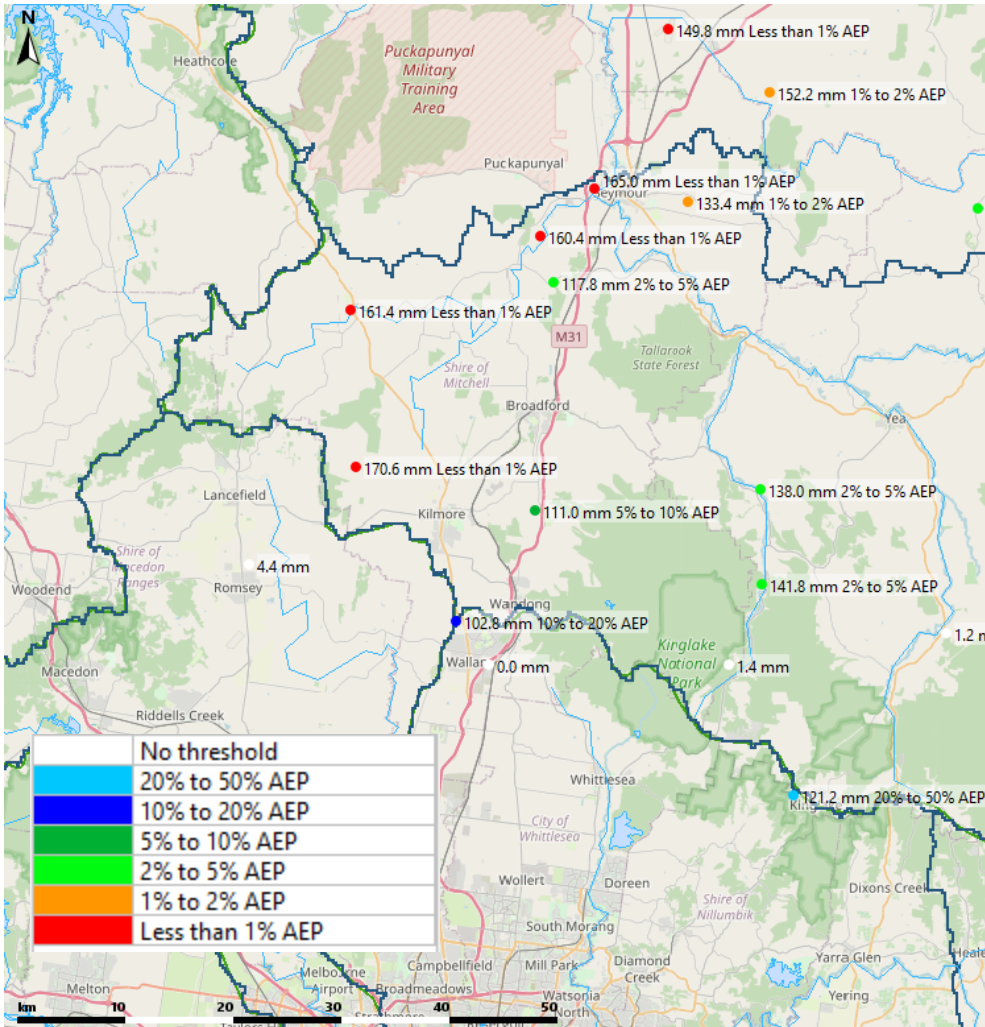 N
149.8 mm Less than 1% AEP
Heathcote
Puckapunyal
Military
Training
Area
152.2 mm 1% to 2% AEP
Puckapunyal
165.0 mm Less than 1% AEP
133.4 mm 1% to 2% AEP
160.4 mm Less than 1% AEP
117.8 mm 2% to 5% AEP
161.4 mm Less than 1% AEP
M31
Tallarook
State Forest
Shire of
Mitchell
Broadford
Yea
170.6 mm Less than 1% AEP
138.0 mm 2% to 5% AEP
Lancefield
Kilmore
111.0 mm 5% to 10% AEP
Shire of
Macedon
Ranges
4.4 mm
Woodend
Romsey
141.8 mm 2% to 5% AEP
Wandong
102.8 mm 10% to 20% AEP
1.2 m
Kinglake
National
Park
Wallar
0.0 mm
1.4 mm
Macedon
Riddells Creek
No threshold
20% to 50% AEP
10% to 20% AEP
5% to 10% AEP
2% to 5% AEP
1% to 2% AEP
Less than 1% AEP
Whittlesea
121.2 mm 20% to 50% AEP
City of
Whittlesea
Wollert
Doreen
Dixons Creek
Shire of
Nillumbik
South Morang
Yarra Glen
Campbellfield
Mill Park
Diamond
Creek
Melbourne
Airport
Broadmeadows
Melton
Watsonia
North
Yering
km 10 20 30 40 50
Strathmore